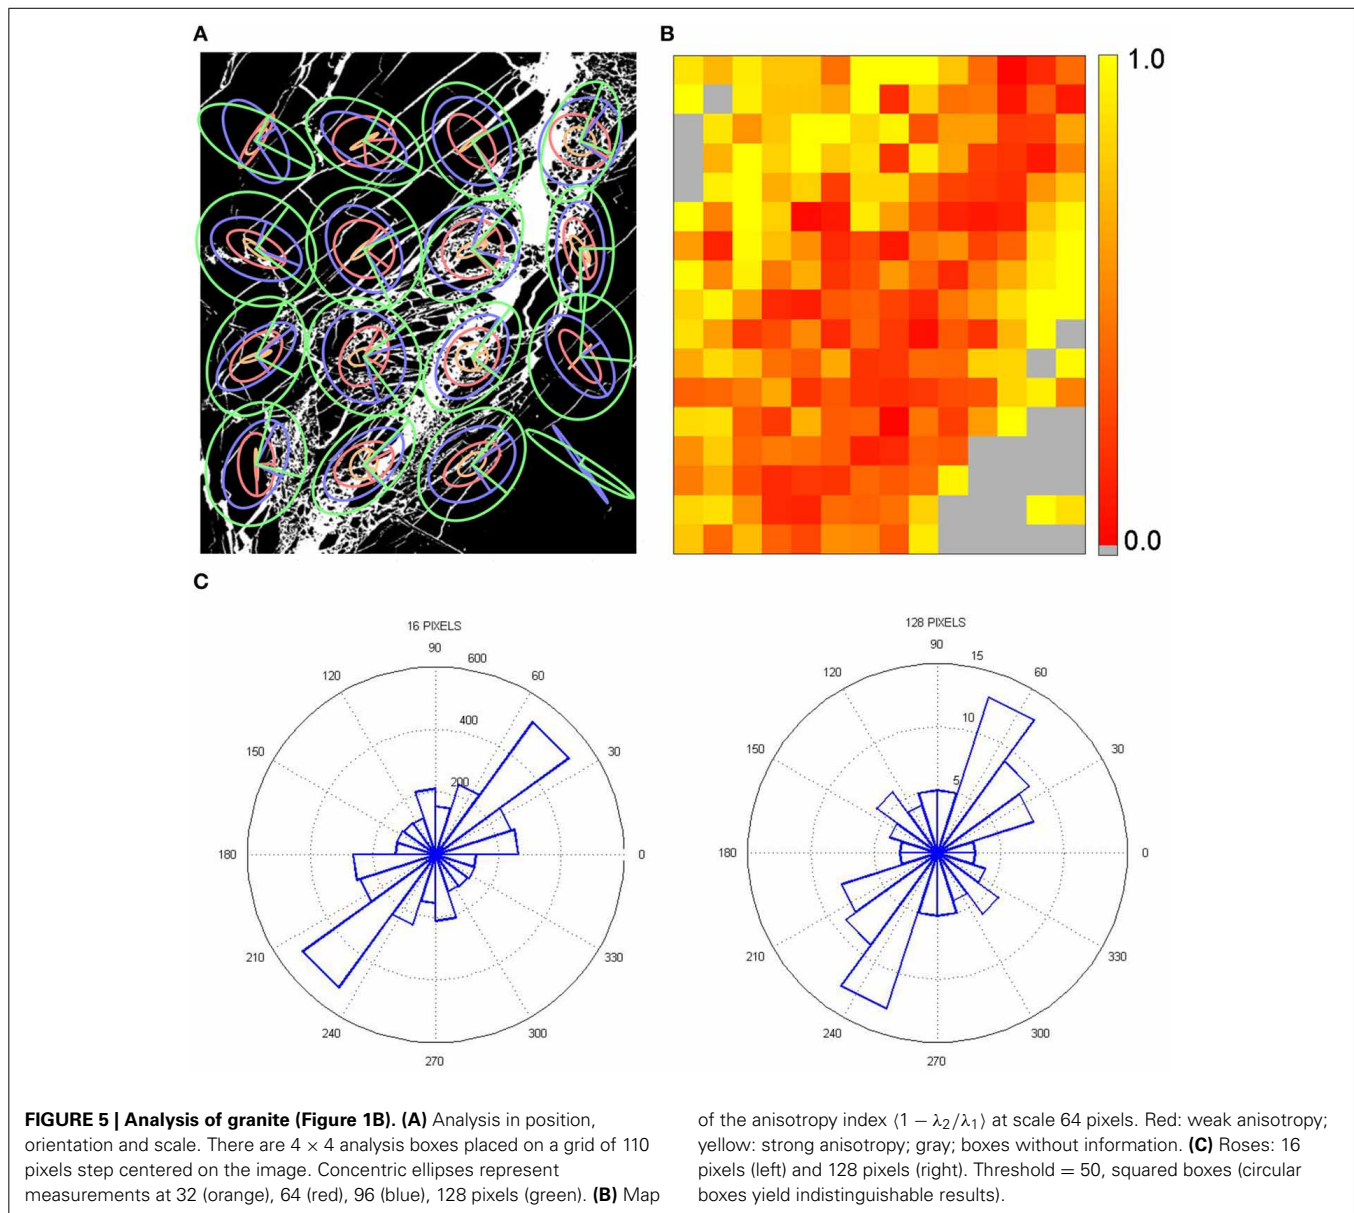 A
B
1.0
0.0
C
16 PIXELS
90
600
120
60
400
150
30
200
180
0
210
330
240
300
270
128 PIXELS
90
15
120
60
10
150
30
5
180
0
210
330
240
300
270
FIGURE 5 | Analysis of granite (Figure 1B). (A) Analysis in position,
orientation and scale. There are 4 × 4 analysis boxes placed on a grid of 110
pixels step centered on the image. Concentric ellipses represent
measurements at 32 (orange), 64 (red), 96 (blue), 128 pixels (green). (B) Map
of the anisotropy index ⟨1 − λ2/λ1⟩ at scale 64 pixels. Red: weak anisotropy;
yellow: strong anisotropy; gray; boxes without information. (C) Roses: 16
pixels (left) and 128 pixels (right). Threshold = 50, squared boxes (circular
boxes yield indistinguishable results).